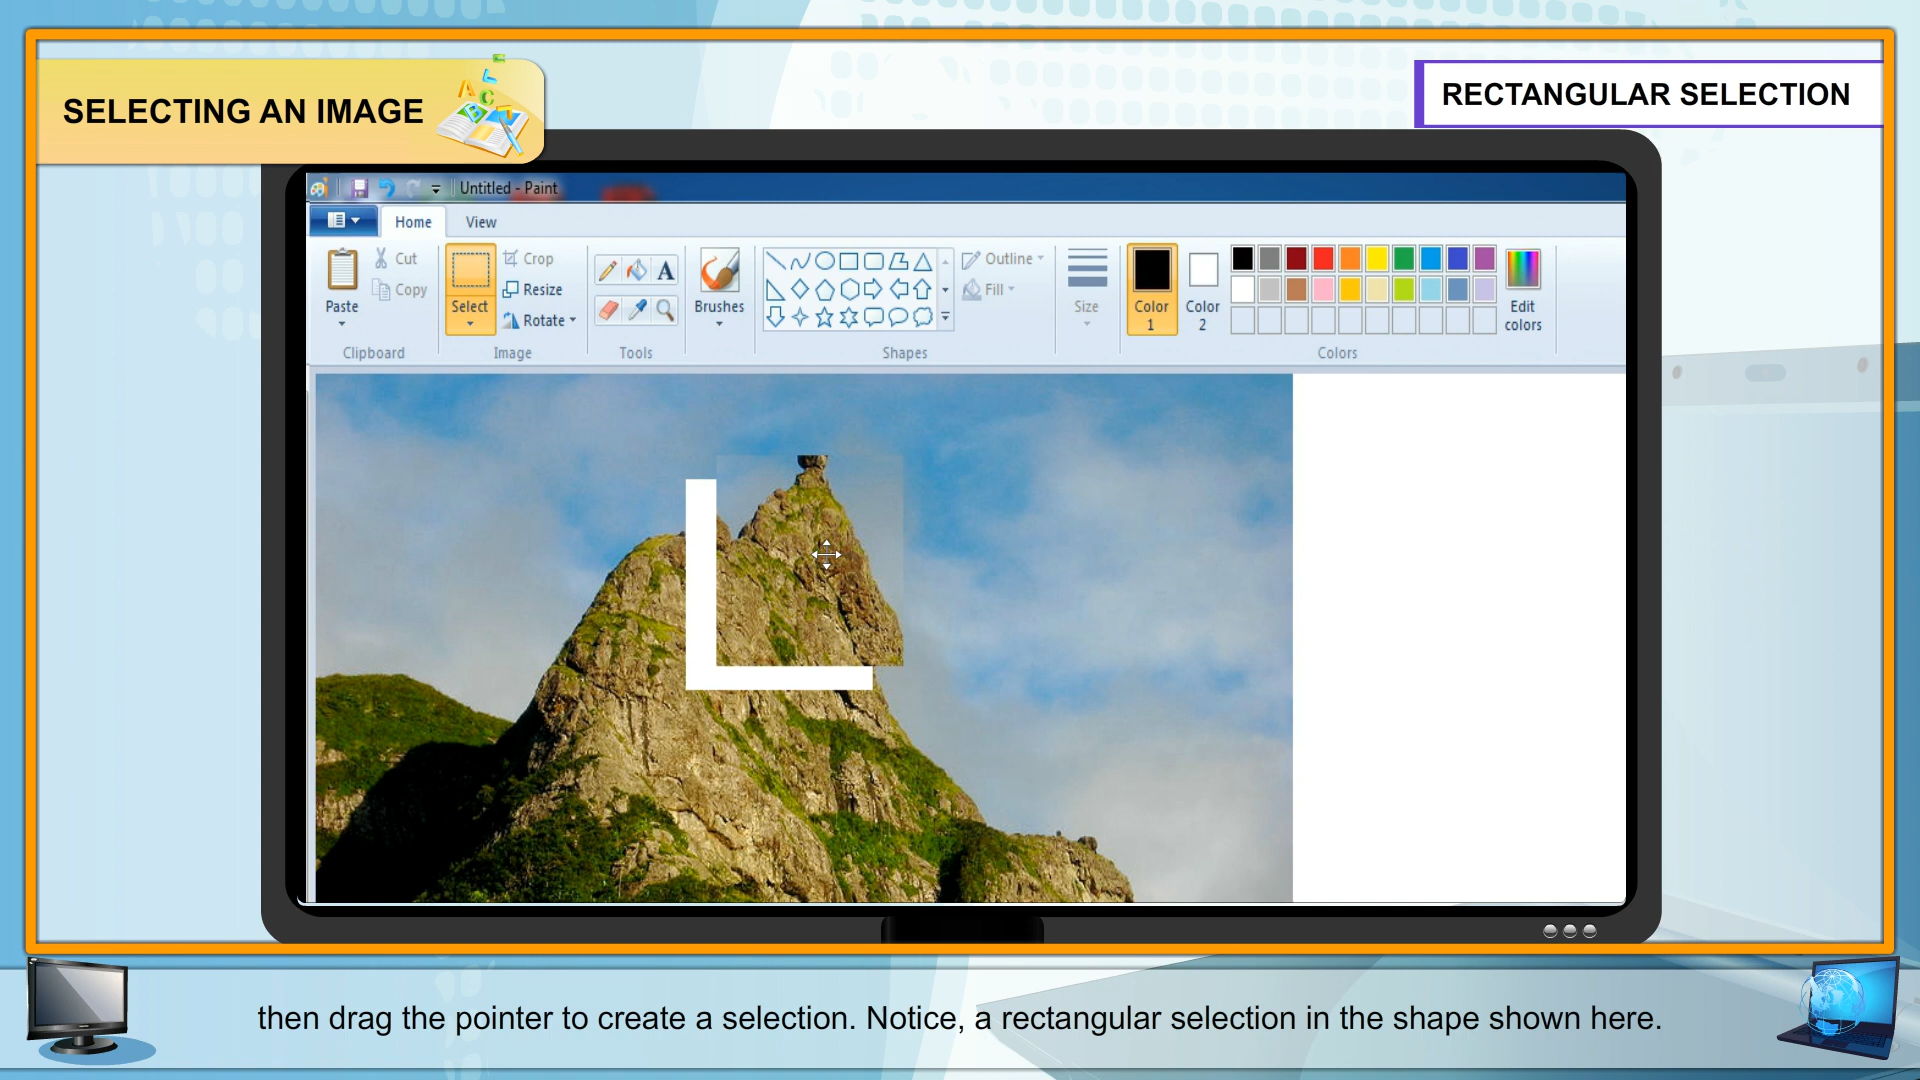 SELECTING AN IMAGE
RECTANGULAR SELECTION
Untitled - Paint
Home View
Paste
Cut
Copy
Clipboard
Select
Crop
Resize
Rotate
Image
A
Tools
Brushes
Outline
Fill
Shapes
Size
Color
1
Color
2
Edit
colors
Colors
then drag the pointer to create a selection. Notice, a rectangular selection in the shape shown here.